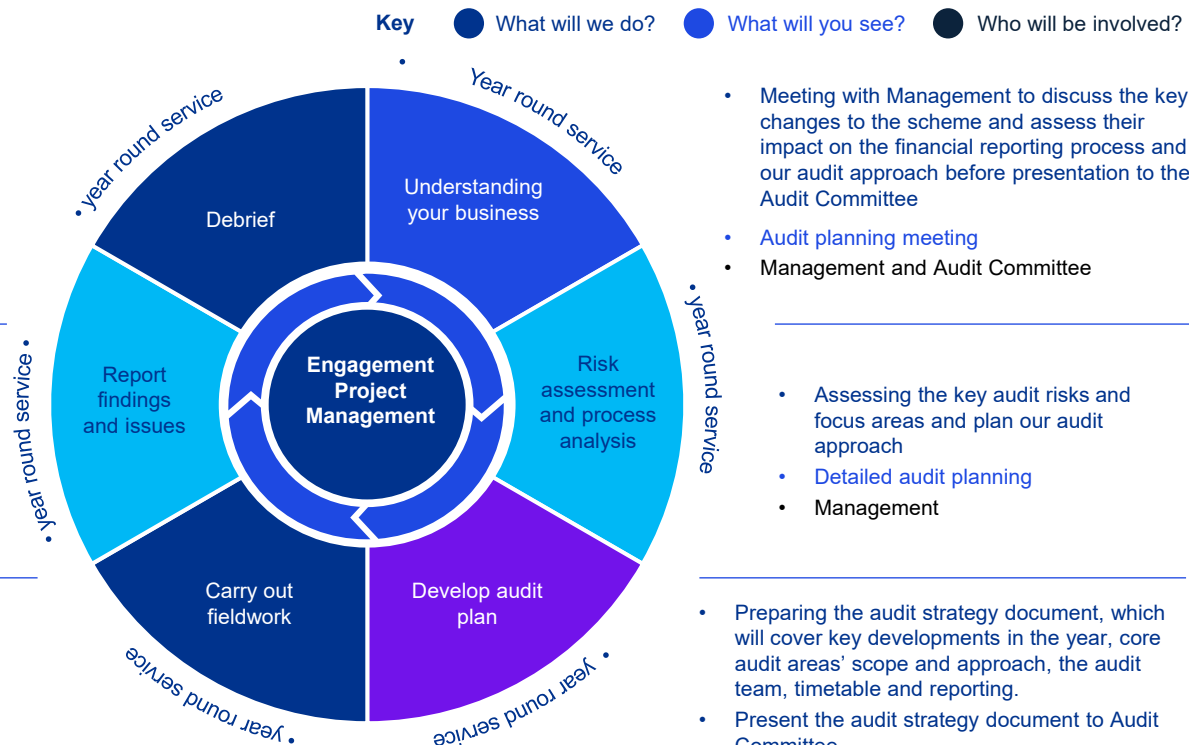 Key
What will we do?
What will you see?
Who will be involved?
• year round service
Year round service
• year round service
• year round service
• year round service •
• year round service •
Debrief
Understanding
your business
Report
findings
and issues
Engagement
Project
Management
Risk
assessment
and process
analysis
Carry out
fieldwork
Develop audit
plan
• Meeting with Management to discuss the key
changes to the scheme and assess their
impact on the financial reporting process and
our audit approach before presentation to the
Audit Committee
• Audit planning meeting
• Management and Audit Committee
• Assessing the key audit risks and
focus areas and plan our audit
approach
• Detailed audit planning
• Management
• Preparing the audit strategy document, which
will cover key developments in the year, core
audit areas’ scope and approach, the audit
team, timetable and reporting.
• Present the audit strategy document to Audit
Committee